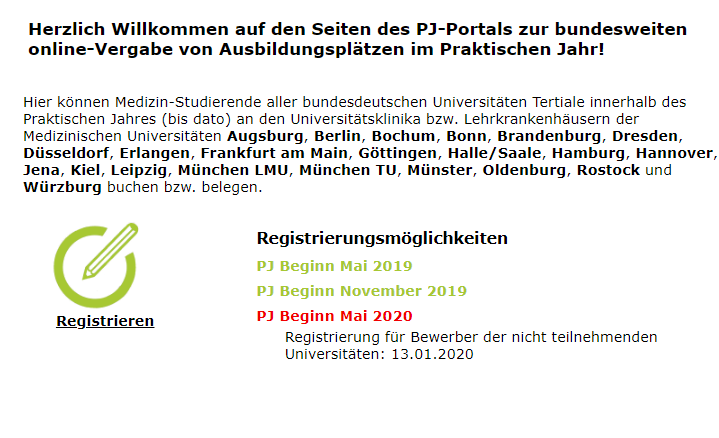 Herzlich Willkommen auf den Seiten des PJ-Portals zur bundesweiten
online-Vergabe von Ausbildungsplätzen im Praktischen Jahr!
Hier können Medizin-Studierende aller bundesdeutschen Universitäten Tertiale innerhalb des
Praktischen Jahres (bis dato) an den Universitätsklinika bzw. Lehrkrankenhäusern der
Medizinischen Universitäten Augsburg, Berlin, Bochum, Bonn, Brandenburg, Dresden,
Düsseldorf, Erlangen, Frankfurt am Main, Göttingen, Halle/Saale, Hamburg, Hannover,
Jena, Kiel, Leipzig, München LMU, München TU, Münster, Oldenburg, Rostock und
Würzburg buchen bzw. belegen.
Registrieren
Registrierungsmöglichkeiten
PJ Beginn Mai 2019
PJ Beginn November 2019
PJ Beginn Mai 2020
Registrierung für Bewerber der nicht teilnehmenden
Universitäten: 13.01.2020